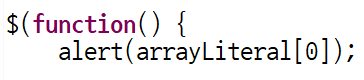 $(function() {
    alert(arrayLiteral[0]);